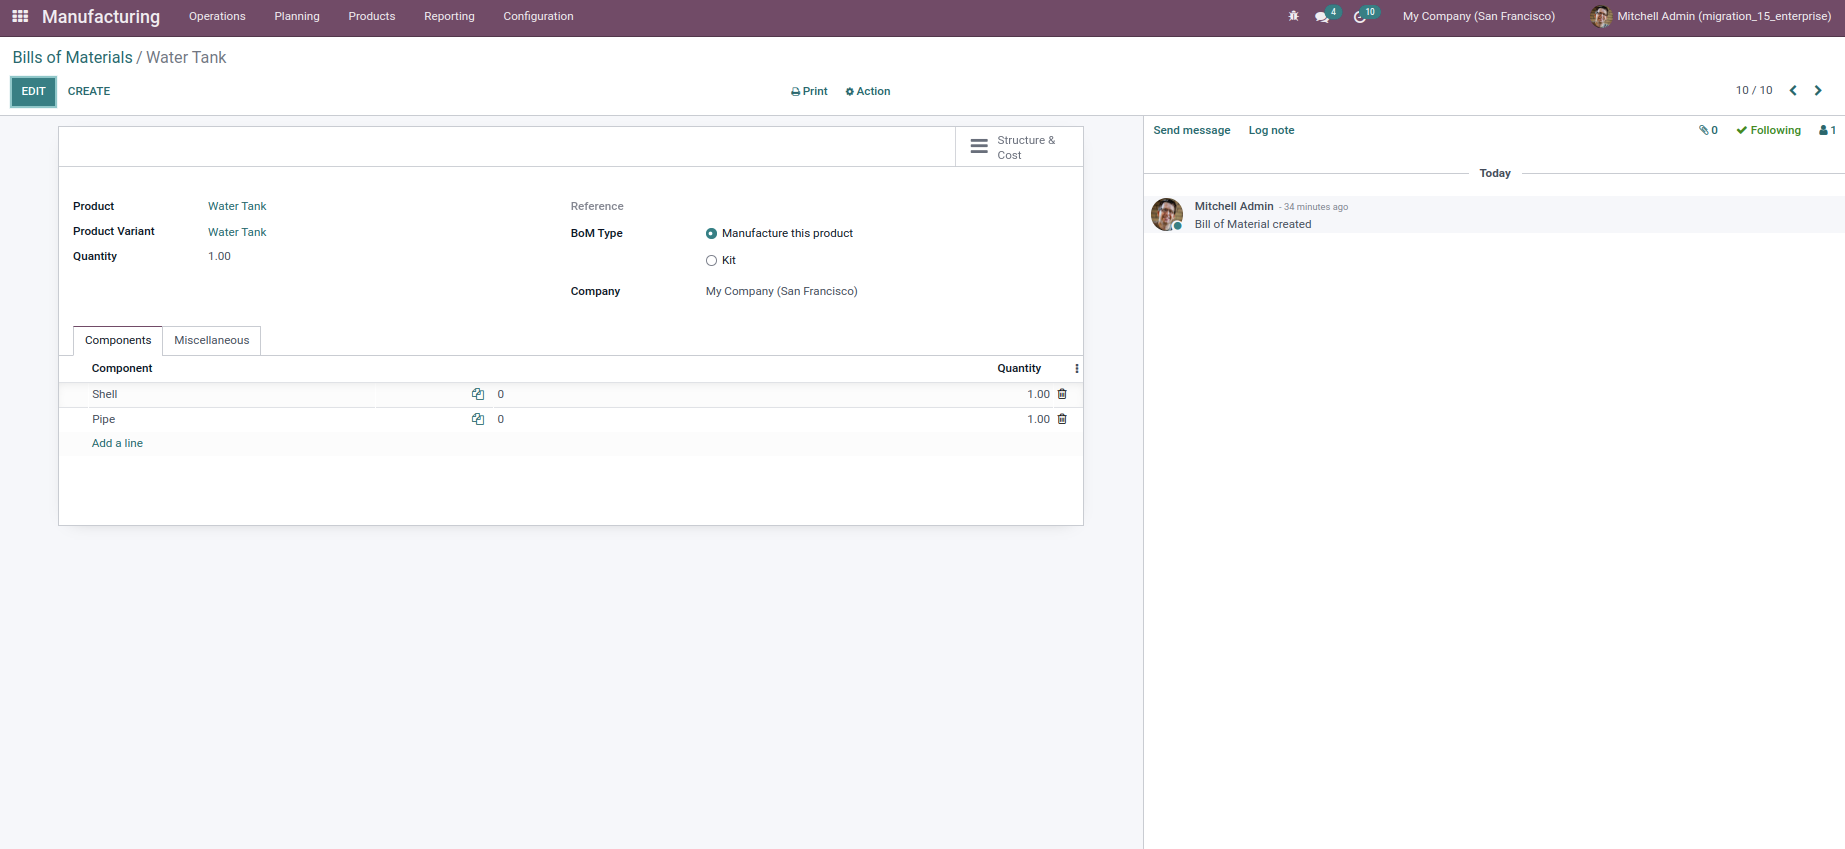 Manufacturing Operations Planning Products Reporting Configuration 4 10 My Company (San Francisco) Mitchell Admin (migration_15_enterprise)
Bills of Materials / Water Tank
EDIT CREATE Print Action 10 / 10
Structure & Cost
Product Water Tank
Product Variant Water Tank
Quantity 1.00
Reference
BoM Type Manufacture this product
Kit
Company My Company (San Francisco)
Components Miscellaneous
Component Quantity
Shell 0 1.00
Pipe 0 1.00
Add a line
Send message Log note 0 Following 1
Today
Mitchell Admin - 34 minutes ago
Bill of Material created